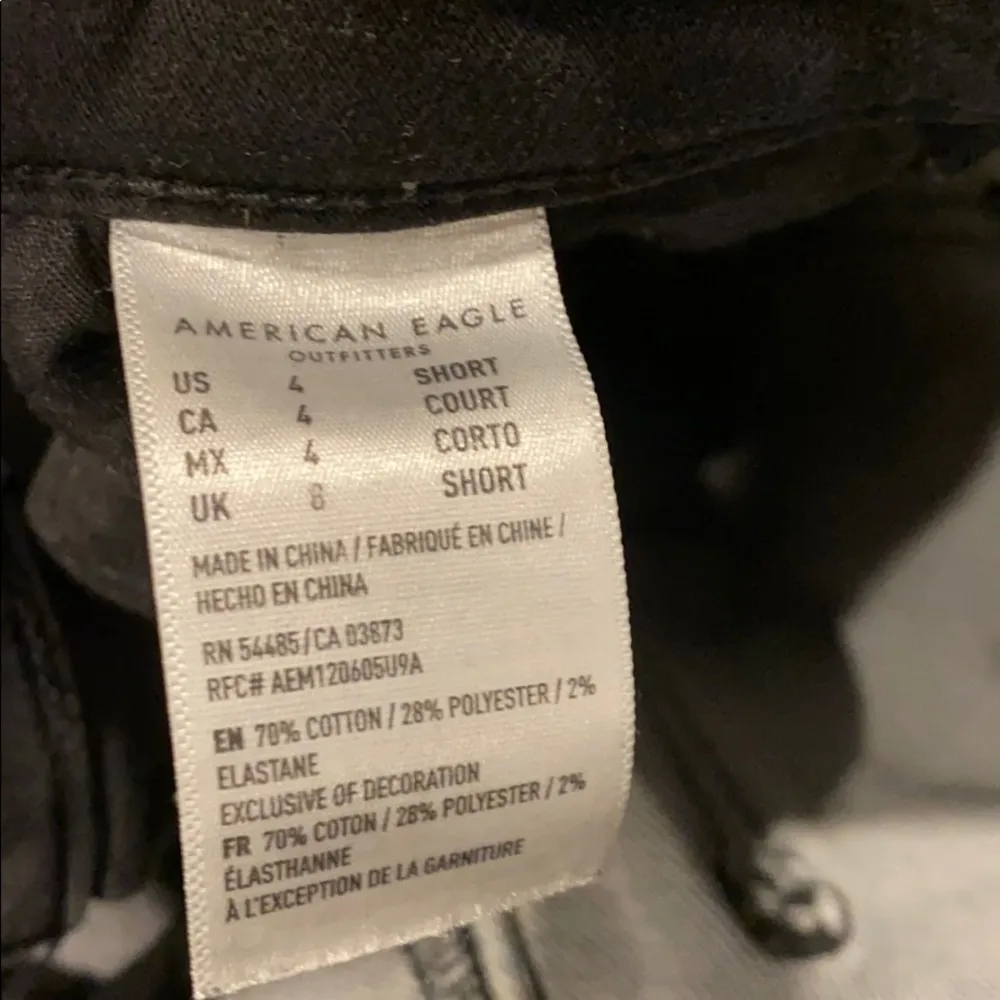 AMERICAN EAGLE
OUTFITTERS
US 4 SHORT
CA 4 COURT
MX 4 CORTO
UK 8 SHORT
MADE IN CHINA / FABRIQUÉ EN CHINE /
HECHO EN CHINA
RN 54485/CA 03873
RFC# AEM120605U9A
EN 70% COTTON / 28% POLYESTER / 2%
ELASTANE
EXCLUSIVE OF DECORATION
FR 70% COTON / 28% POLYESTER / 2%
ÉLASTHANNE
À L'EXCEPTION DE LA GARNITURE